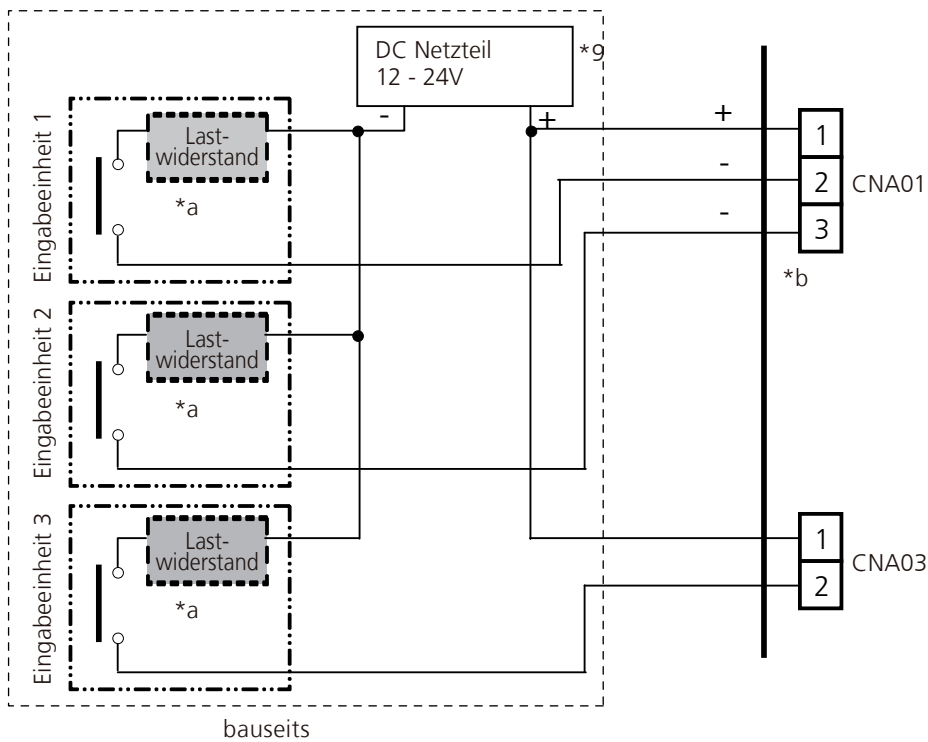 DC Netzteil
12 - 24V
*9
-
+
+
-
-
1
2
3
CNA01
*b
Eingabeeinheit 1
Last-
widerstand
*a
Eingabeeinheit 2
Last-
widerstand
*a
Eingabeeinheit 3
Last-
widerstand
*a
1
2
CNA03
bauseits